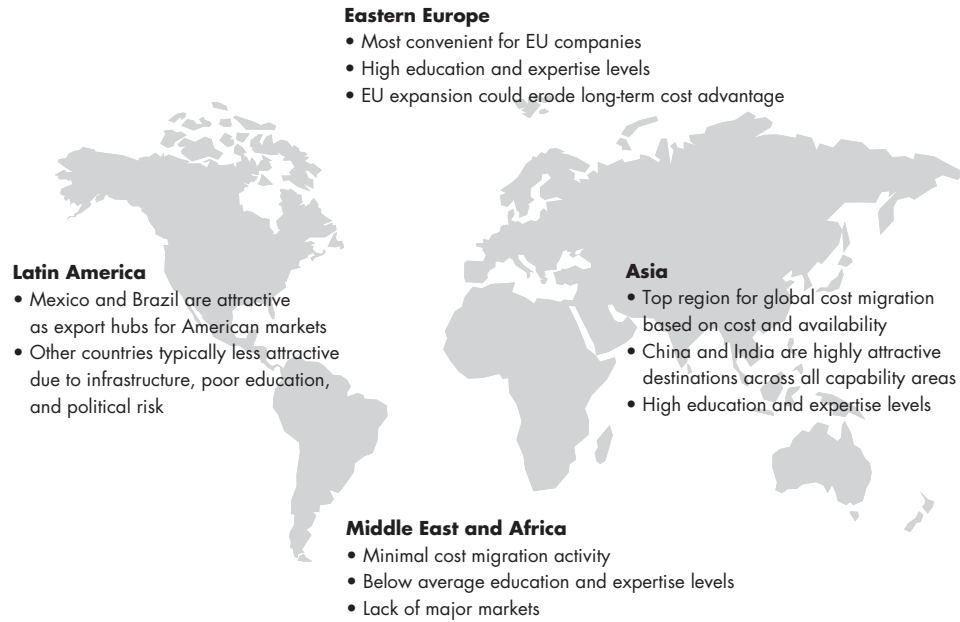 Eastern Europe
• Most convenient for EU companies
• High education and expertise levels
• EU expansion could erode long-term cost advantage
Latin America
• Mexico and Brazil are attractive
as export hubs for American markets
• Other countries typically less attractive
due to infrastructure, poor education,
and political risk
Asia
• Top region for global cost migration
based on cost and availability
• China and India are highly attractive
destinations across all capability areas
• High education and expertise levels
Middle East and Africa
• Minimal cost migration activity
• Below average education and expertise levels
• Lack of major markets